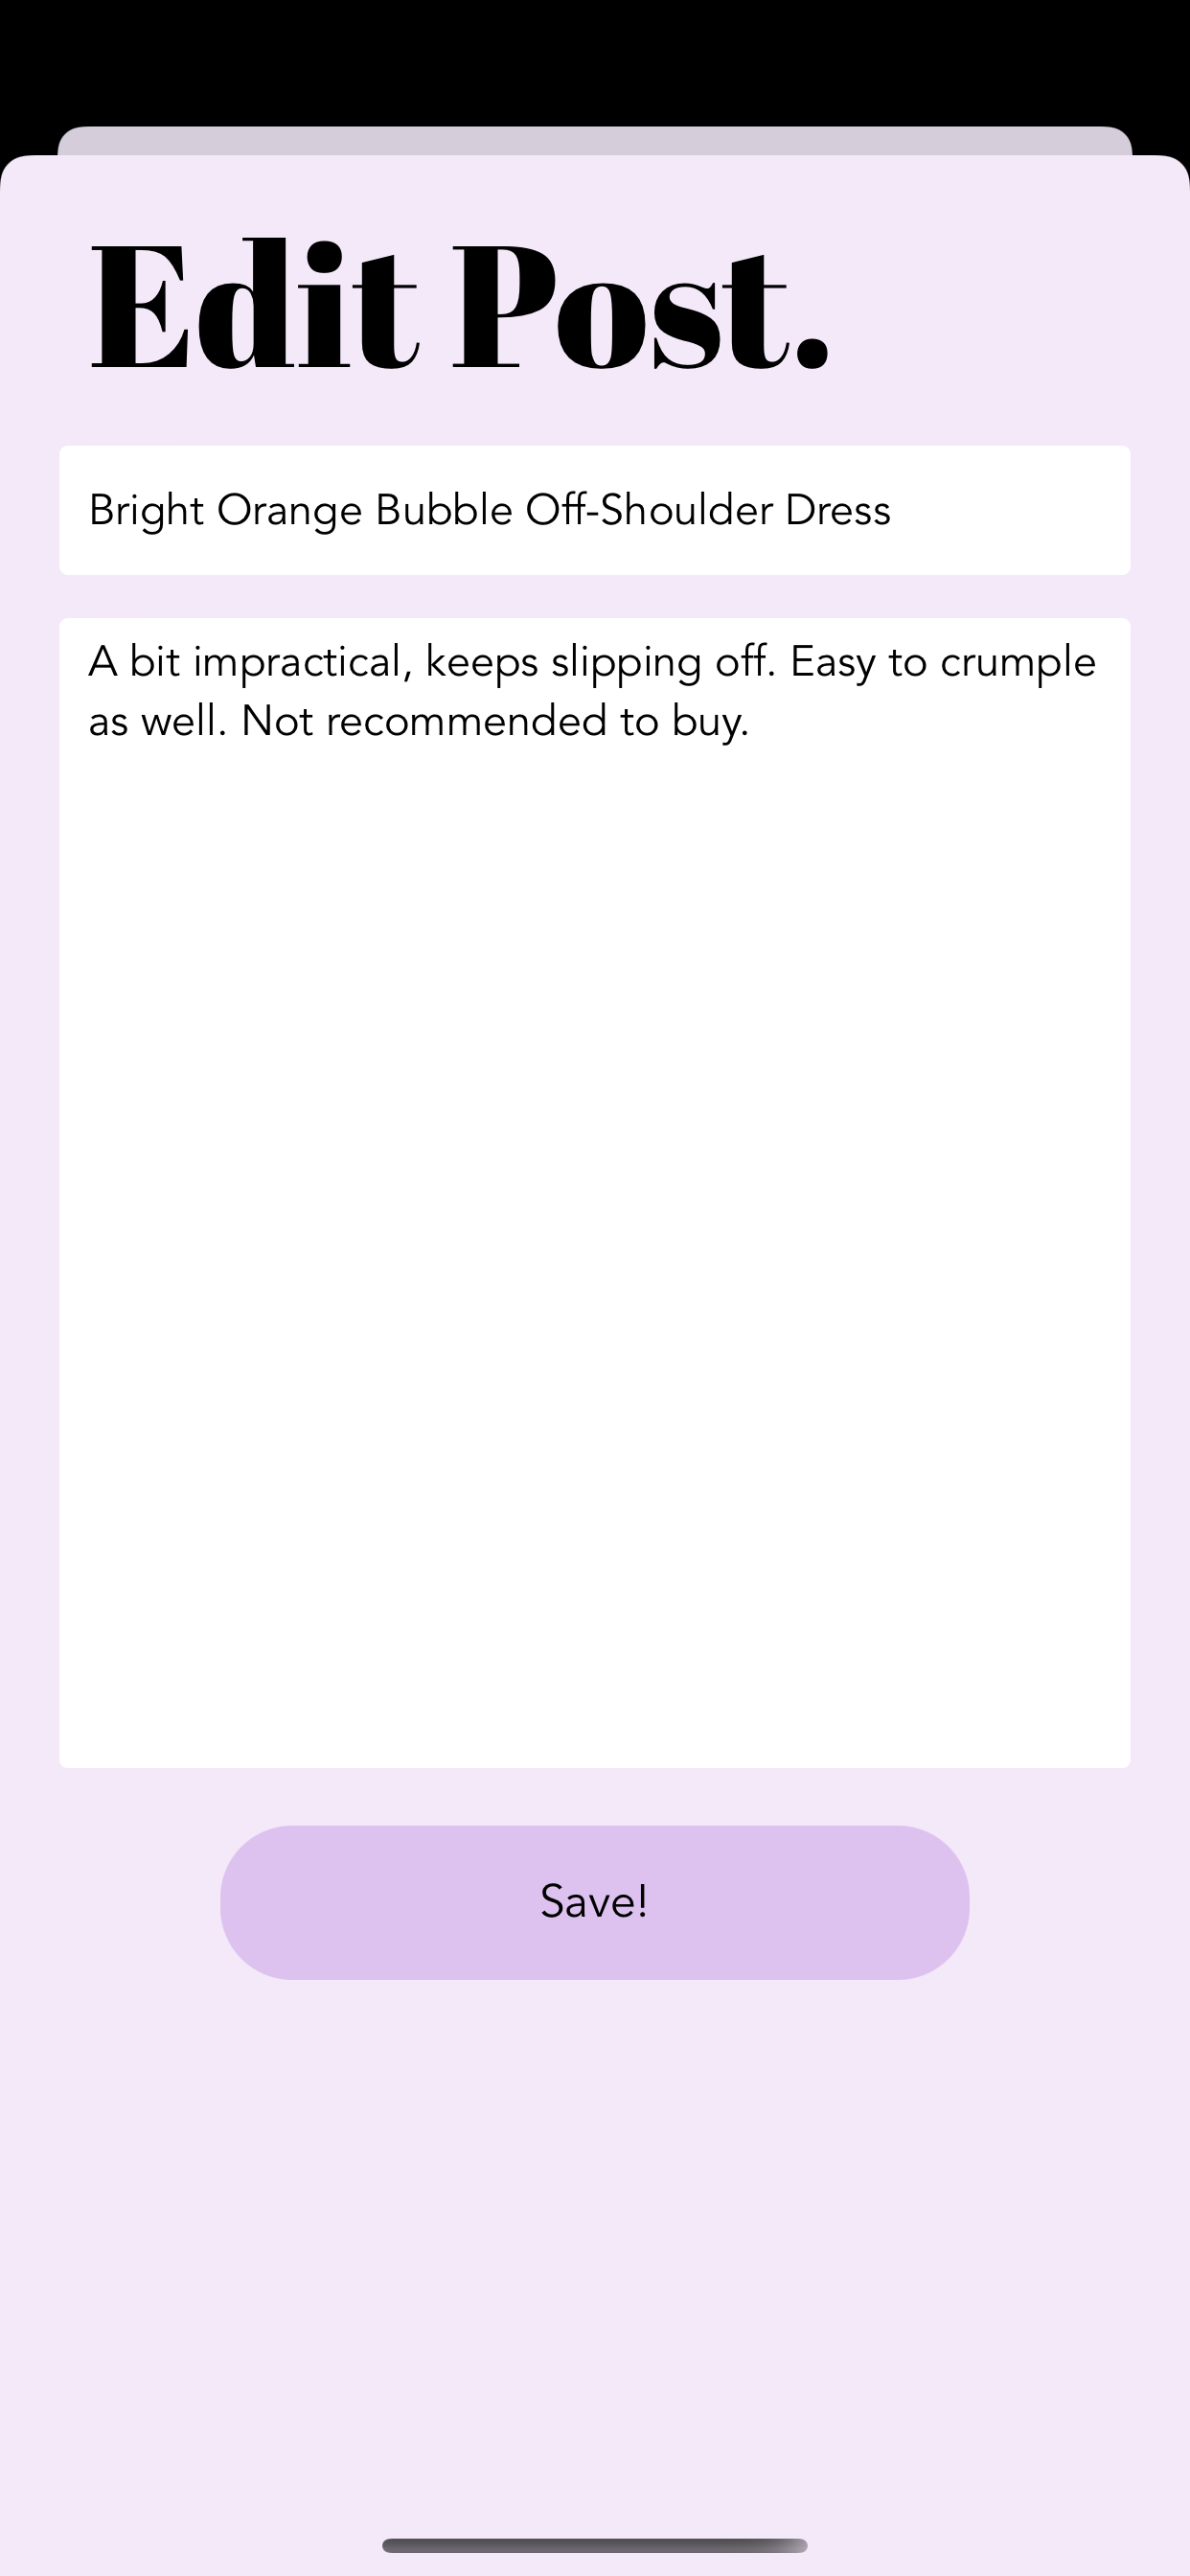 Edit Post.
Bright Orange Bubble Off-Shoulder Dress
A bit impractical, keeps slipping off. Easy to crumple
as well. Not recommended to buy.
Save!